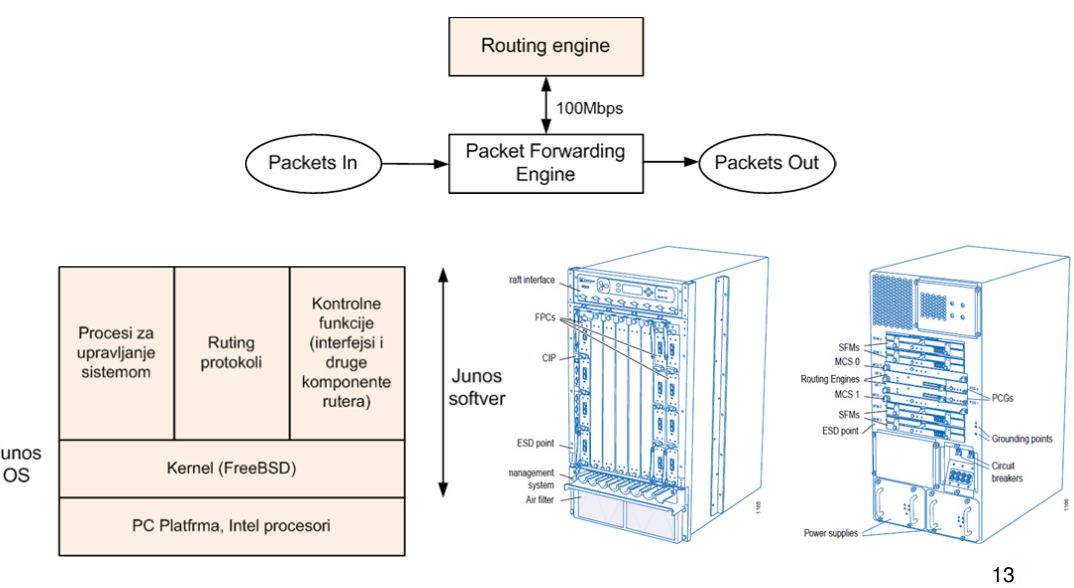 Routing engine
100Mbps
Packets In
Packet Forwarding
Engine
Packets Out
Procesi za
upravljanje
sistemom
Ruting
protokoli
Kontrolne
funkcije
(interfejsi i
druge
komponente
rutera)
Junos
softver
unos
OS
Kernel (FreeBSD)
PC Platfrma, Intel procesori
raft interface
FPCs
CIP
ESD point
management
system
Air filter
1165
SFMs
MCS 0
Routing Engines
MCS 1
SFMs
ESD point
PCGs
Grounding points
Circuit
breakers
Power supplies
1166
13